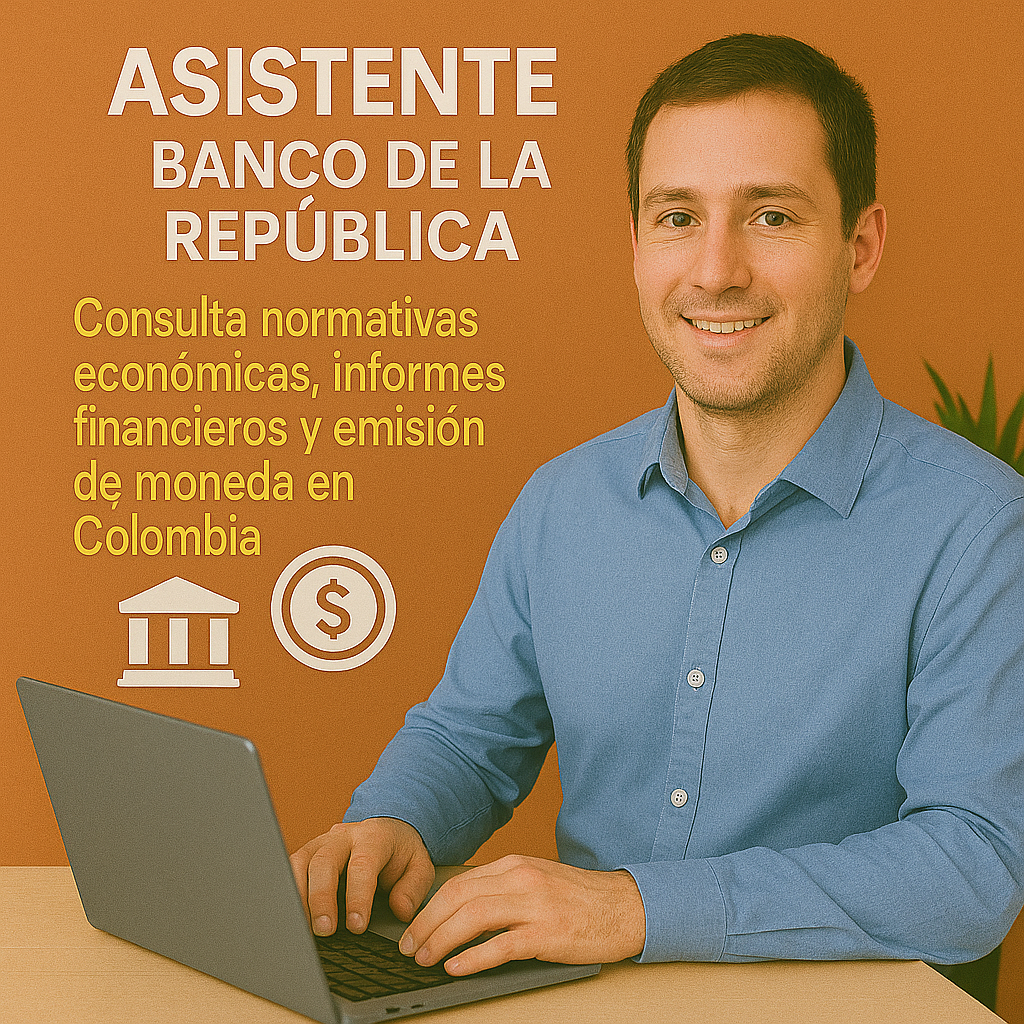 ASISTENTE
BANCO DE LA
REPÚBLICA
Consulta normativas
económicas, informes
financieros y emisión
de moneda en
Colombia
$